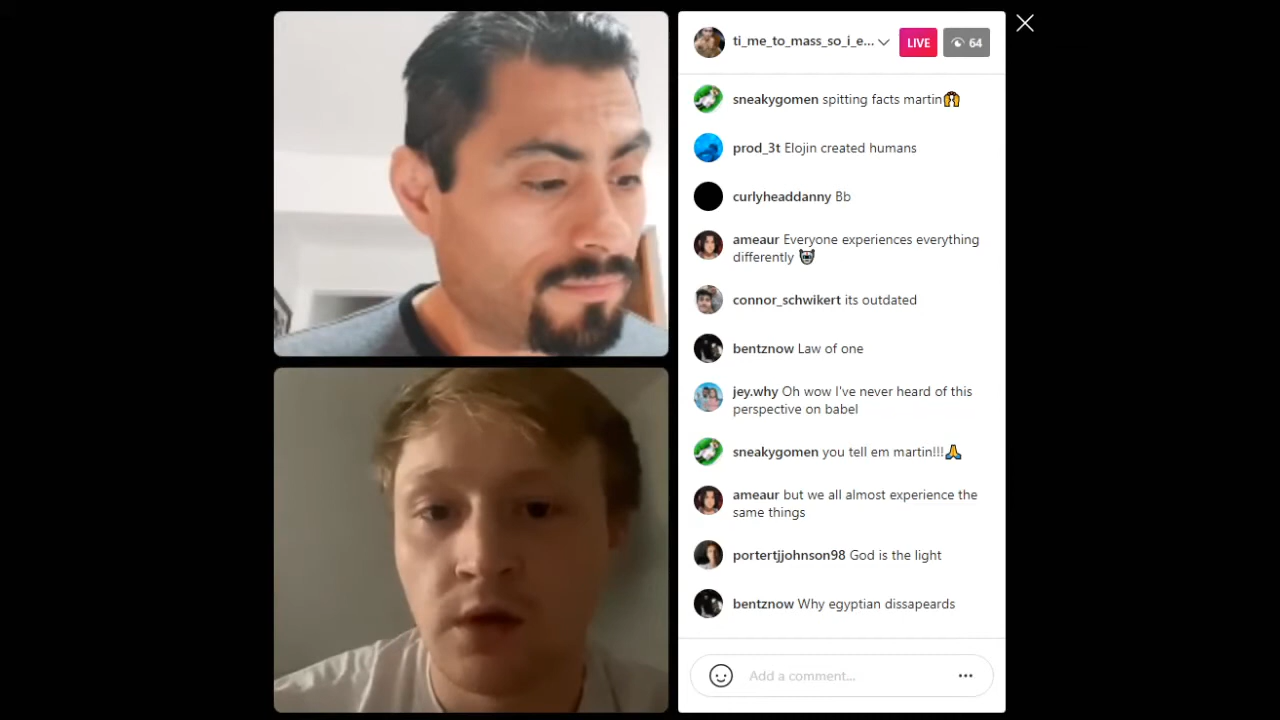 ti_me_to_mass_so_i_e...
LIVE
64
sneakygomen spitting facts martin🙌
prod_3t Elojin created humans
curlyheaddanny Bb
ameaur Everyone experiences everything
differently
connor_schwikert its outdated
bentznow Law of one
jey.why Oh wow I've never heard of this
perspective on babel
sneakygomen you tell em martin!!!🙏
ameaur but we all almost experience the
same things
portertjjohnson98 God is the light
bentznow Why egyptian dissapeards
Add a comment...